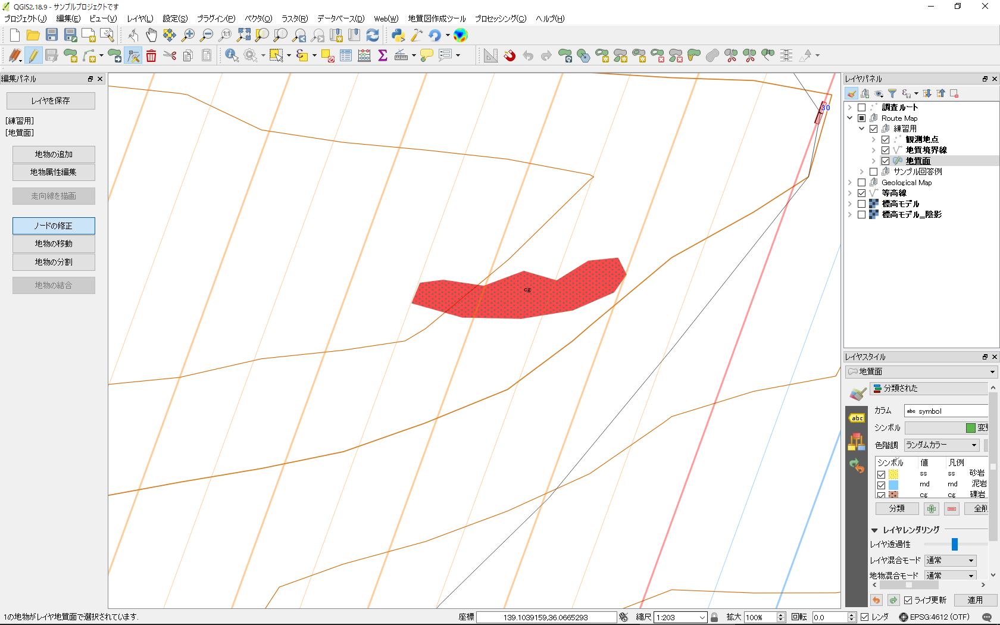 QGIS2.18.9 - サンプルプロジェクトです
プロジェクト(J) 編集(E) ビュー(V) レイヤ(L) 設定(S) プラグイン(P) ベクタ(O) ラスタ(R) データベース(D) Web(W) 地質図作成ツール プロセッシング(C) ヘルプ(H)
編集パネル
レイヤを保存
[練習用]
[地質面]
地物の追加
地物属性編集
走向線を描画
ノードの修正
地物の移動
地物の分割
地物の結合
30
cg
レイヤパネル
調査ルート
Route Map
練習用
観測地点
地質境界線
地質面
サンプル回答例
Geological Map
等高線
標高モデル
標高モデル_陰影
レイヤスタイル
地質面
分類された
abc
カラム abc symbol
シンボル 変更
色階調 ランダムカラー
シンボル 値 凡例
ss ss 砂岩
md md 泥岩
cg cg 礫岩
分類 全削
レイヤレンダリング
レイヤ透過性
レイヤ混合モード 通常
地物混合モード 通常
ライブ更新 適用
1の地物がレイヤ地質面で選択されています. 座標 139.1039159,36.0665293 縮尺 1:203 拡大 100% 回転 0.0 レンダ EPSG:4612 (OTF)